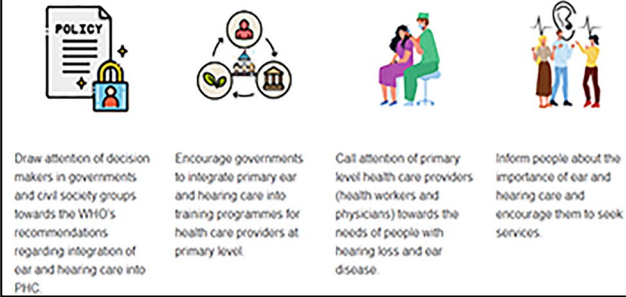 POLICY
Draw attention of decision
makers in governments
and civil society groups
towards the WHO's
recommendations
regarding integration of
ear and hearing care into
PHC.
Encourage governments
to integrate primary ear
and hearing care into
training programmes for
health care providers at
primary level.
Call attention of primary
level health care providers
(health workers and
physicians) towards the
needs of people with
hearing loss and ear
disease.
Inform people about the
importance of ear and
hearing care and
encourage them to seek
services.